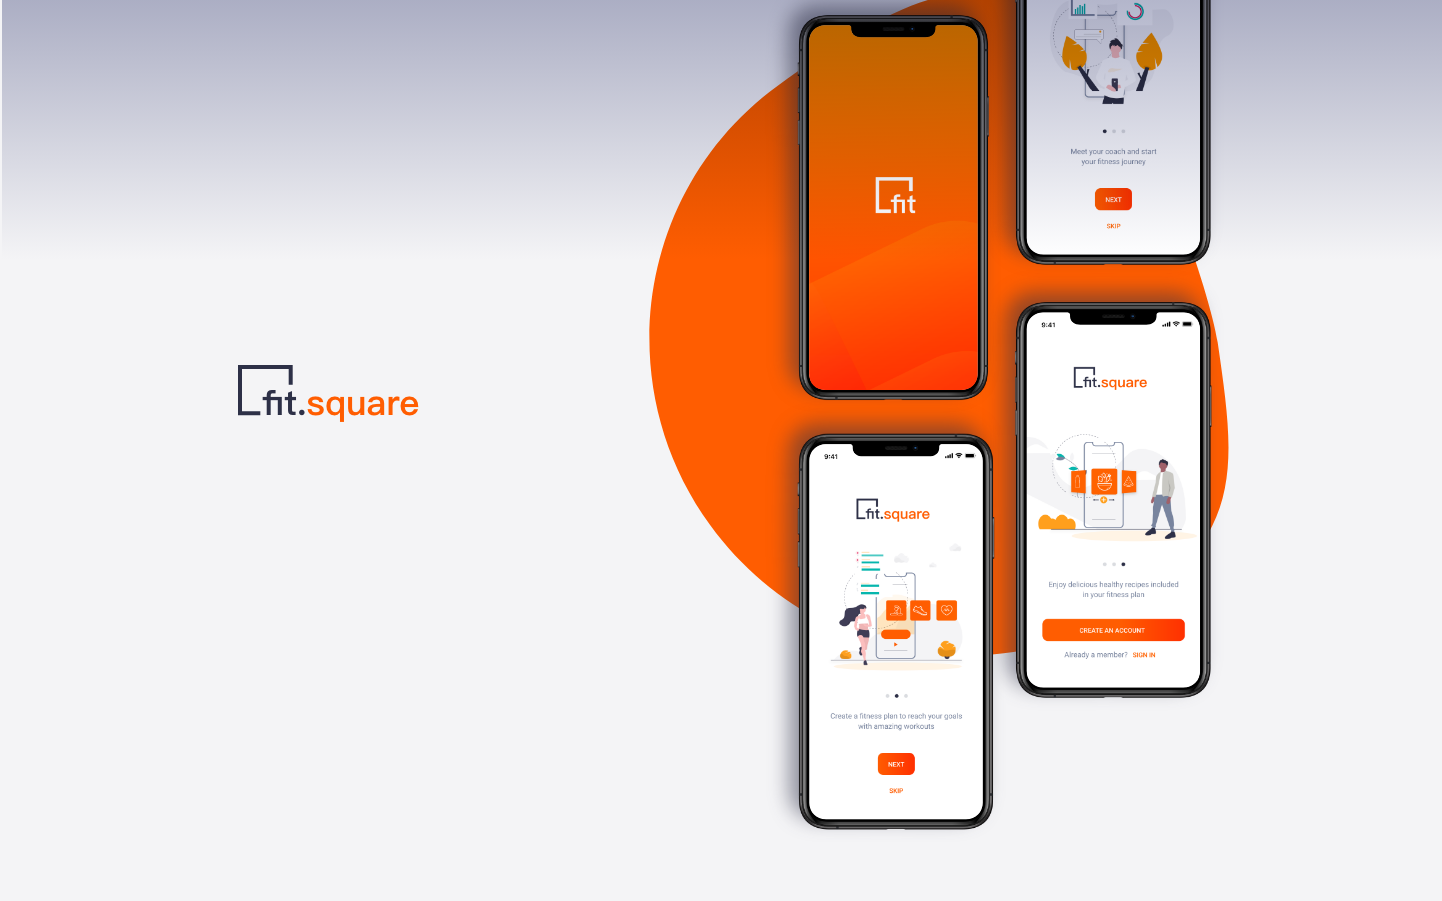 fit.square
fit
Meet your coach and start
your fitness journey
NEXT
SKIP
9:41
fit.square
Enjoy delicious healthy recipes included
in your fitness plan
CREATE AN ACCOUNT
Already a member? SIGN IN
9:41
fit.square
Create a fitness plan to reach your goals
with amazing workouts
NEXT
SKIP